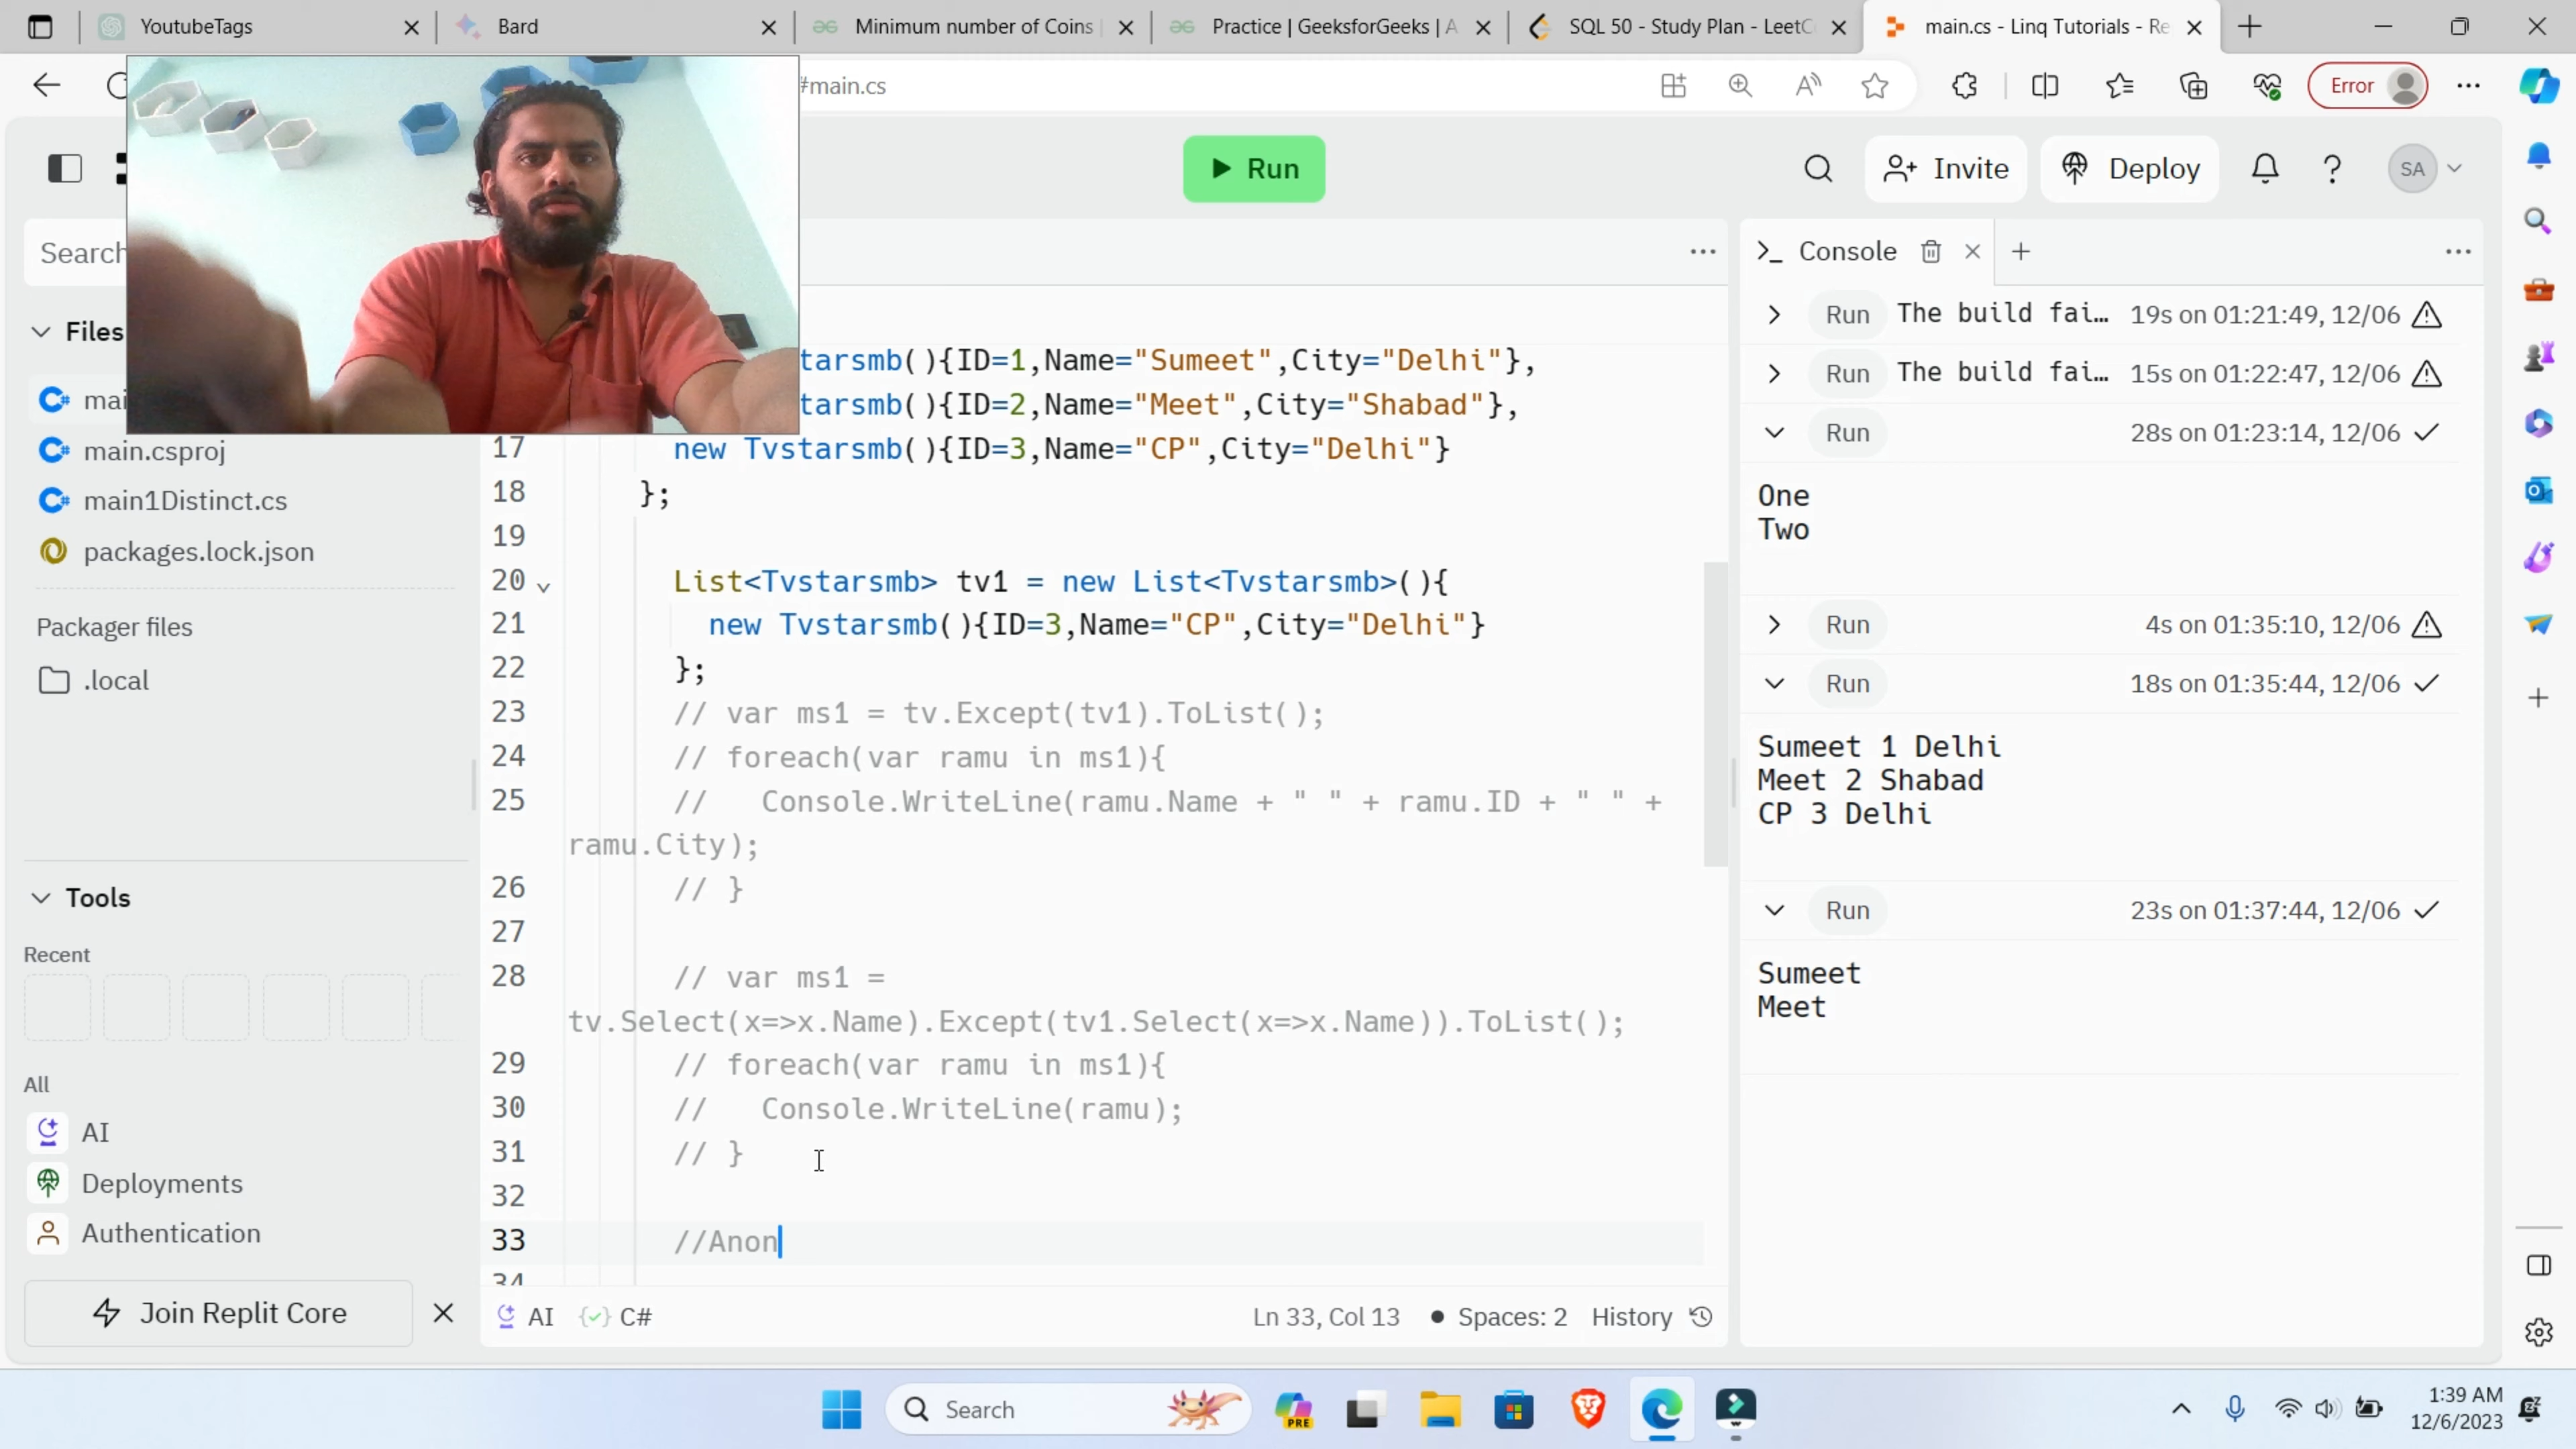 YoutubeTags
Bard
Minimum number of Coins
Practice | GeeksforGeeks | A
SQL 50 - Study Plan - LeetC
main.cs - Linq Tutorials - Re
#main.cs
Error
Run
Invite
Deploy
SA
Search
Files
mai
main.csproj
main1Distinct.cs
packages.lock.json
Packager files
.local
Tools
Recent
All
AI
Deployments
Authentication
Join Replit Core
tarsmb(){ID=1,Name="Sumeet",City="Delhi"},
tarsmb(){ID=2,Name="Meet",City="Shabad"},
17 new Tvstarsmb(){ID=3,Name="CP",City="Delhi"}
18 };
19
20 List<Tvstarsmb> tv1 = new List<Tvstarsmb>(){
21 new Tvstarsmb(){ID=3,Name="CP",City="Delhi"}
22 };
23 // var ms1 = tv.Except(tv1).ToList();
24 // foreach(var ramu in ms1){
25 // Console.WriteLine(ramu.Name + " " + ramu.ID + " " +
ramu.City);
26 // }
27
28 // var ms1 =
tv.Select(x=>x.Name).Except(tv1.Select(x=>x.Name)).ToList();
29 // foreach(var ramu in ms1){
30 // Console.WriteLine(ramu);
31 // }
32
33 //Anon
34
AI C# Ln 33, Col 13 Spaces: 2 History
Console
Run The build fai… 19s on 01:21:49, 12/06
Run The build fai… 15s on 01:22:47, 12/06
Run 28s on 01:23:14, 12/06
One
Two
Run 4s on 01:35:10, 12/06
Run 18s on 01:35:44, 12/06
Sumeet 1 Delhi
Meet 2 Shabad
CP 3 Delhi
Run 23s on 01:37:44, 12/06
Sumeet
Meet
Search
PRE
1:39 AM
12/6/2023